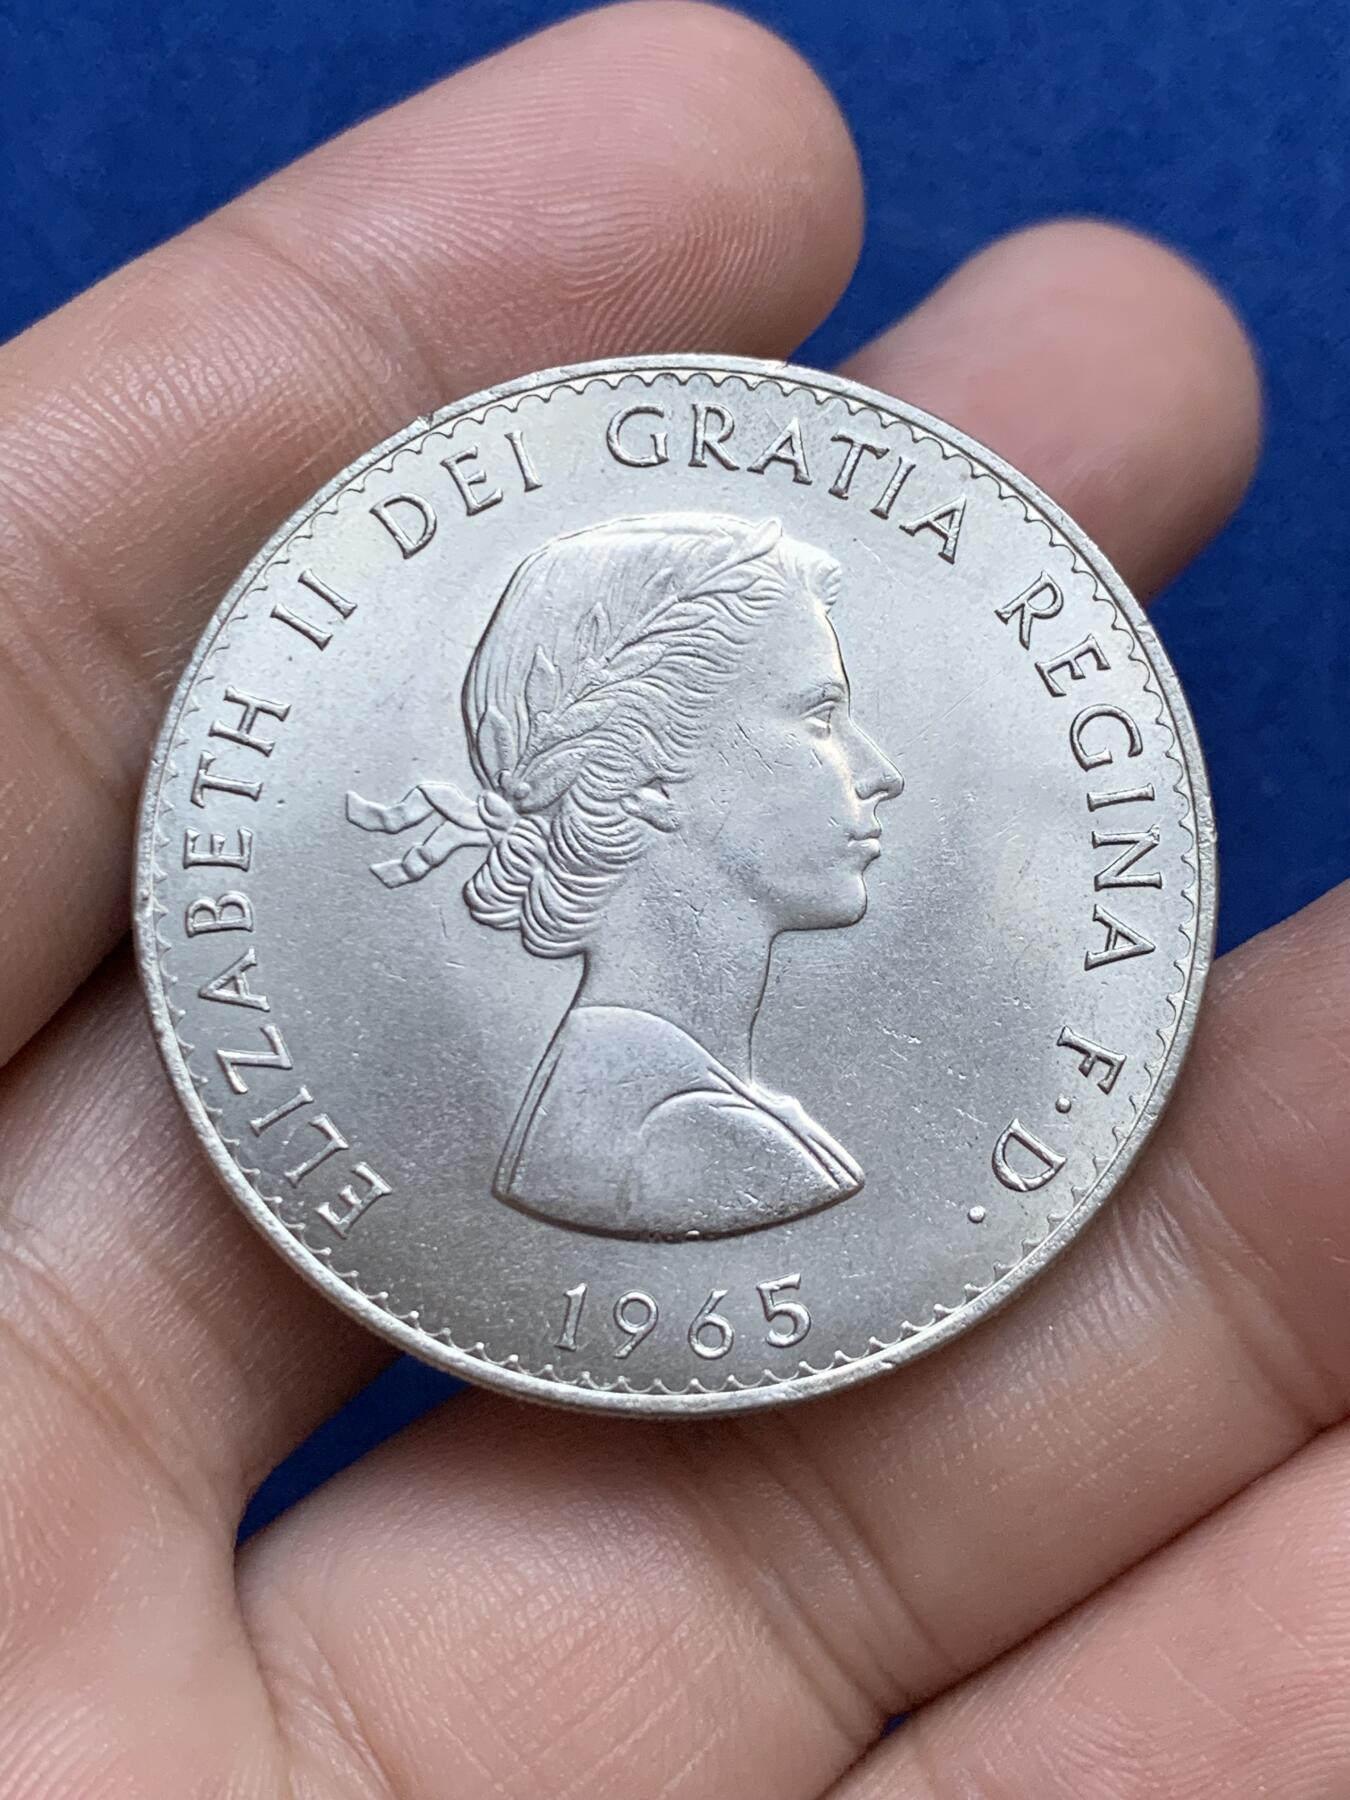 ELIZABETH II DEI GRATIA REGINA F·D·
1965